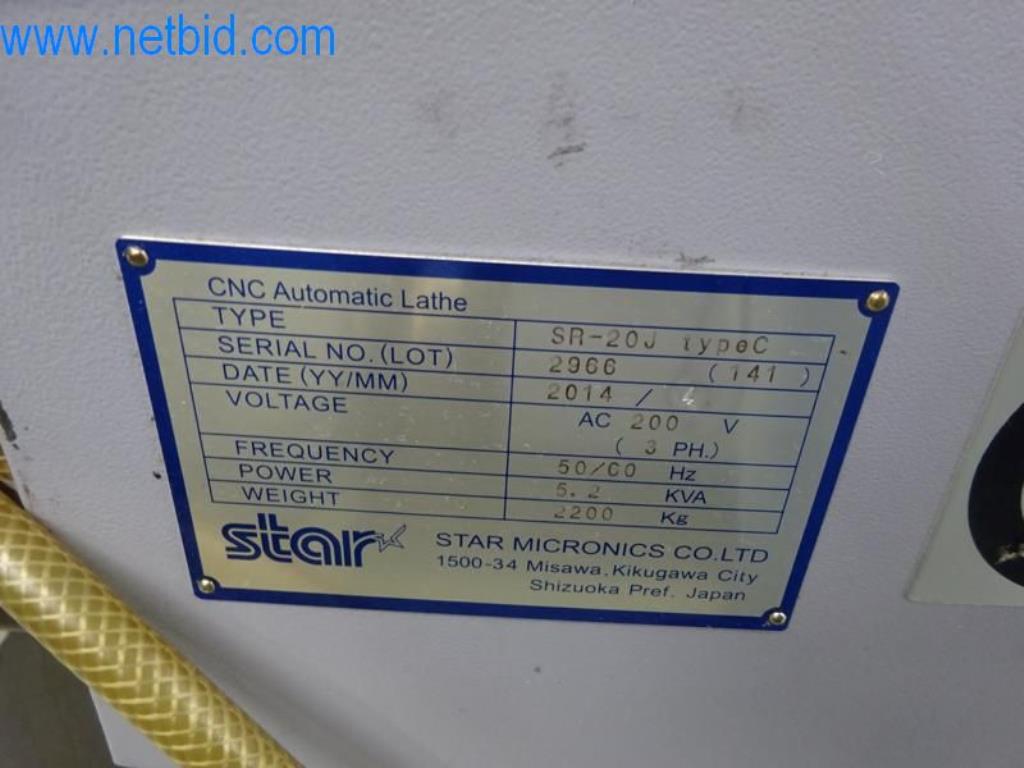 www.netbid.com
CNC Automatic Lathe
TYPE SR-20J typeC
SERIAL NO. (LOT) 2966 (141)
DATE (YY/MM) 2014 / 4
VOLTAGE AC 200 V
(3 PH.)
FREQUENCY 50/60 Hz
POWER 5.2 KVA
WEIGHT 2200 Kg
star STAR MICRONICS CO.LTD
1500-34 Misawa, Kikugawa City
Shizuoka Pref. Japan